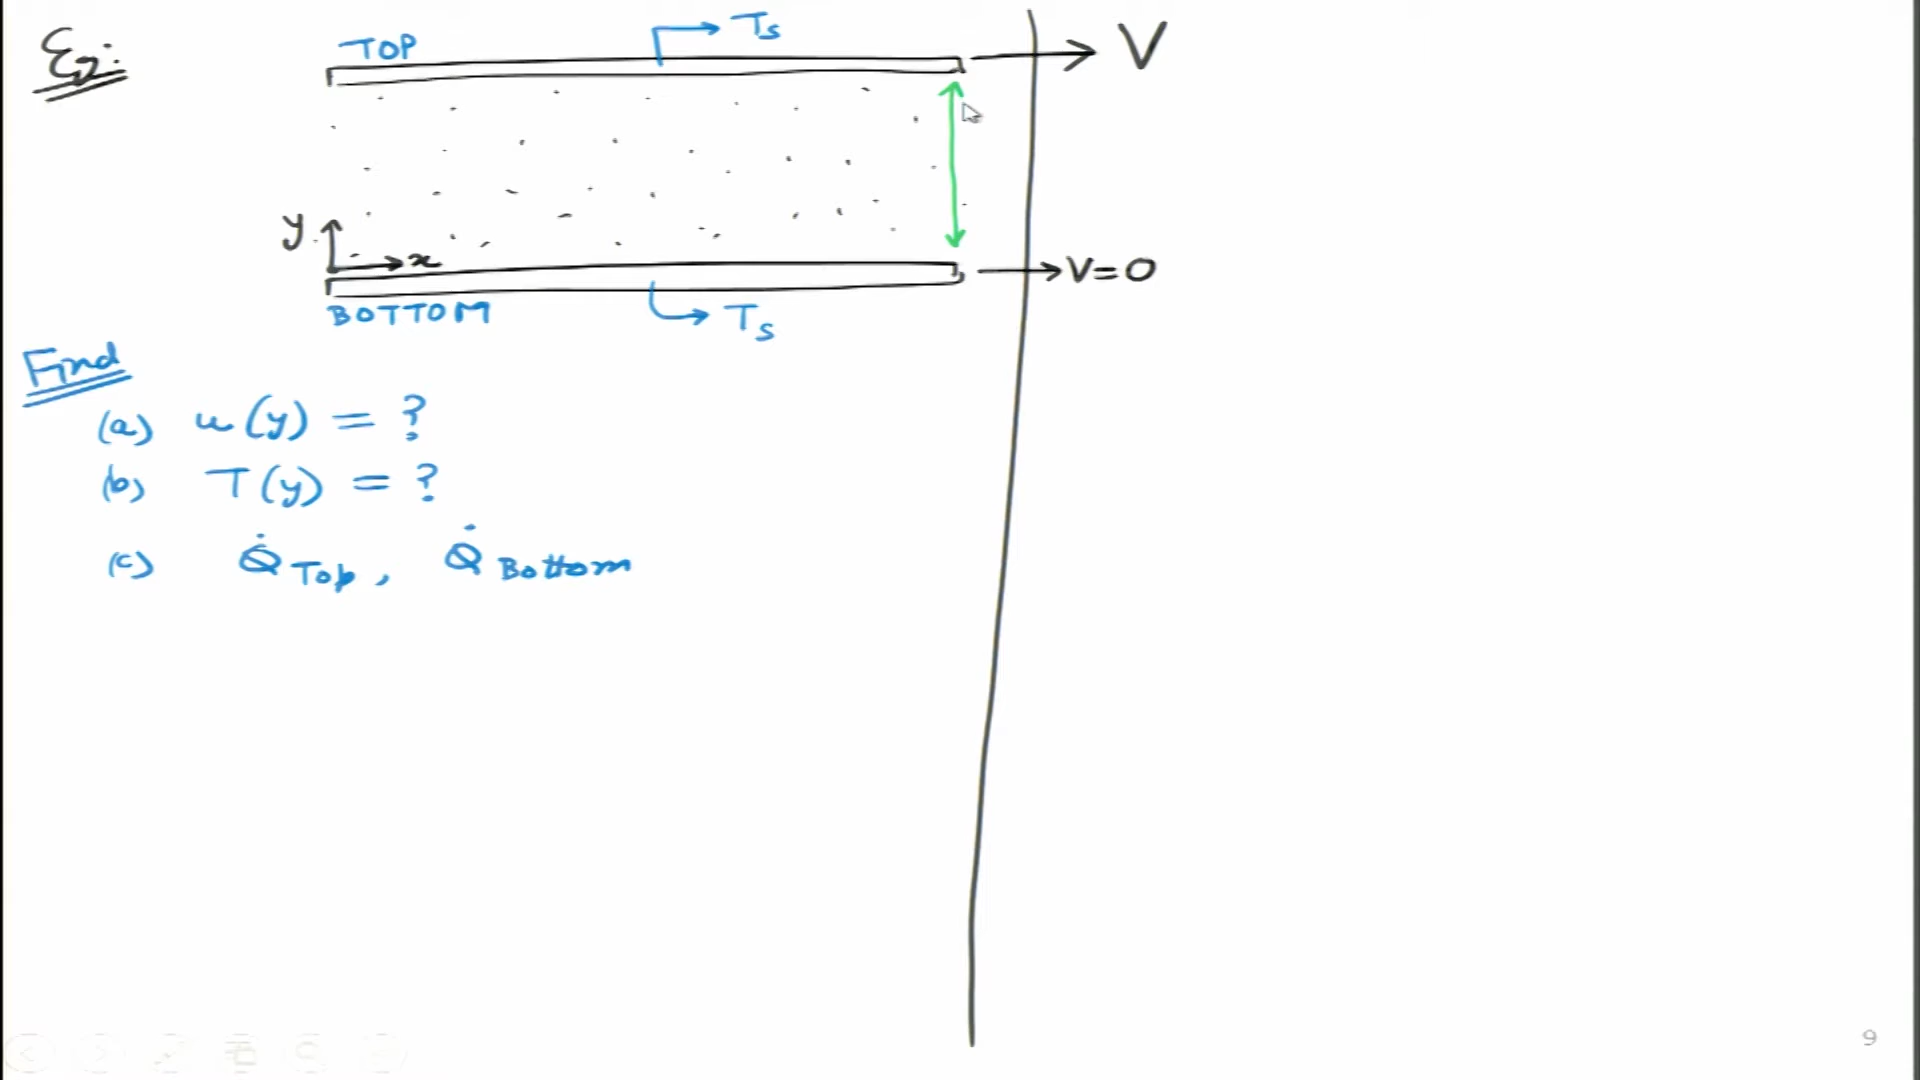 Eg:
TOP
Ts
V
y
x
V=0
BOTTOM
Ts
Find
(a) u(y) = ?
(b) T(y) = ?
(c) Q̇ Top, Q̇ Bottom
9